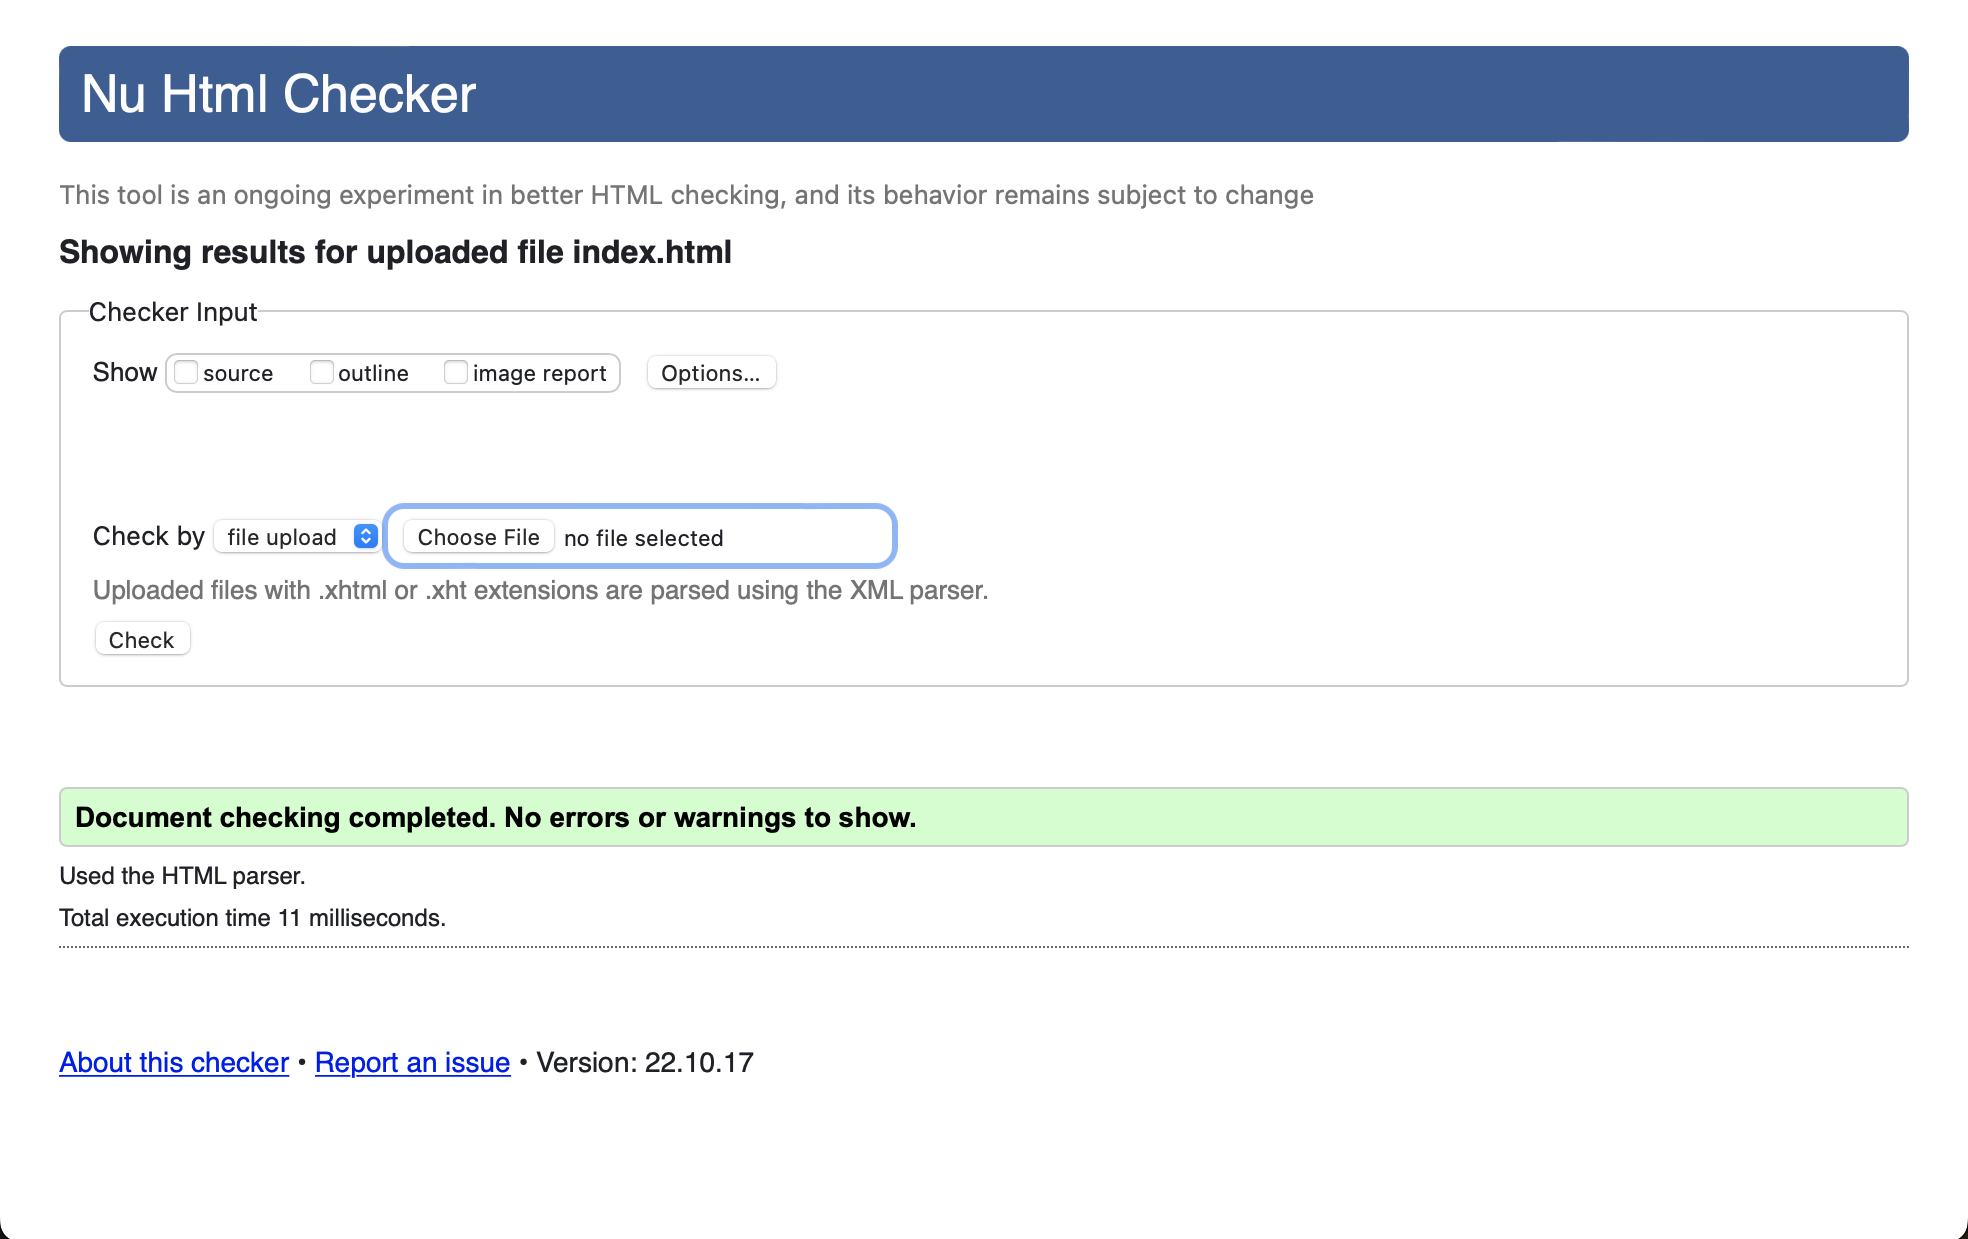 Nu Html Checker
This tool is an ongoing experiment in better HTML checking, and its behavior remains subject to change
Showing results for uploaded file index.html
Checker Input
Show source outline image report Options...
Check by file upload Choose File no file selected
Uploaded files with .xhtml or .xht extensions are parsed using the XML parser.
Check
Document checking completed. No errors or warnings to show.
Used the HTML parser.
Total execution time 11 milliseconds.
About this checker • Report an issue • Version: 22.10.17